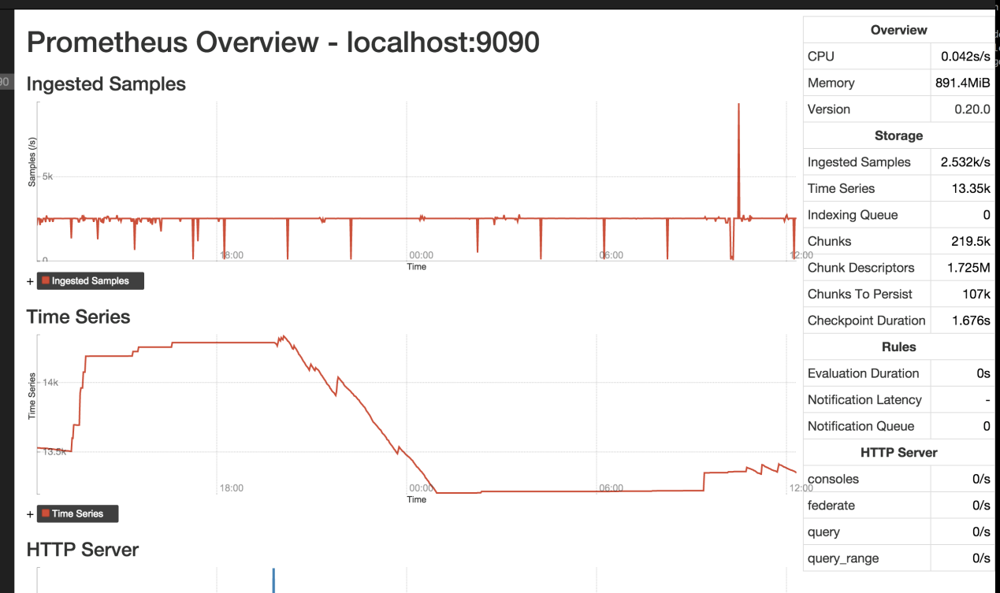 Prometheus Overview - localhost:9090
Ingested Samples
Samples (/s)
5k
0
18:00
00:00
06:00
12:00
Time
+ Ingested Samples
Time Series
Time Series
14k
13.5k
18:00
00:00
06:00
12:00
Time
+ Time Series
HTTP Server
Overview
CPU 0.042s/s
Memory 891.4MiB
Version 0.20.0
Storage
Ingested Samples 2.532k/s
Time Series 13.35k
Indexing Queue 0
Chunks 219.5k
Chunk Descriptors 1.725M
Chunks To Persist 107k
Checkpoint Duration 1.676s
Rules
Evaluation Duration 0s
Notification Latency -
Notification Queue 0
HTTP Server
consoles 0/s
federate 0/s
query 0/s
query_range 0/s
90